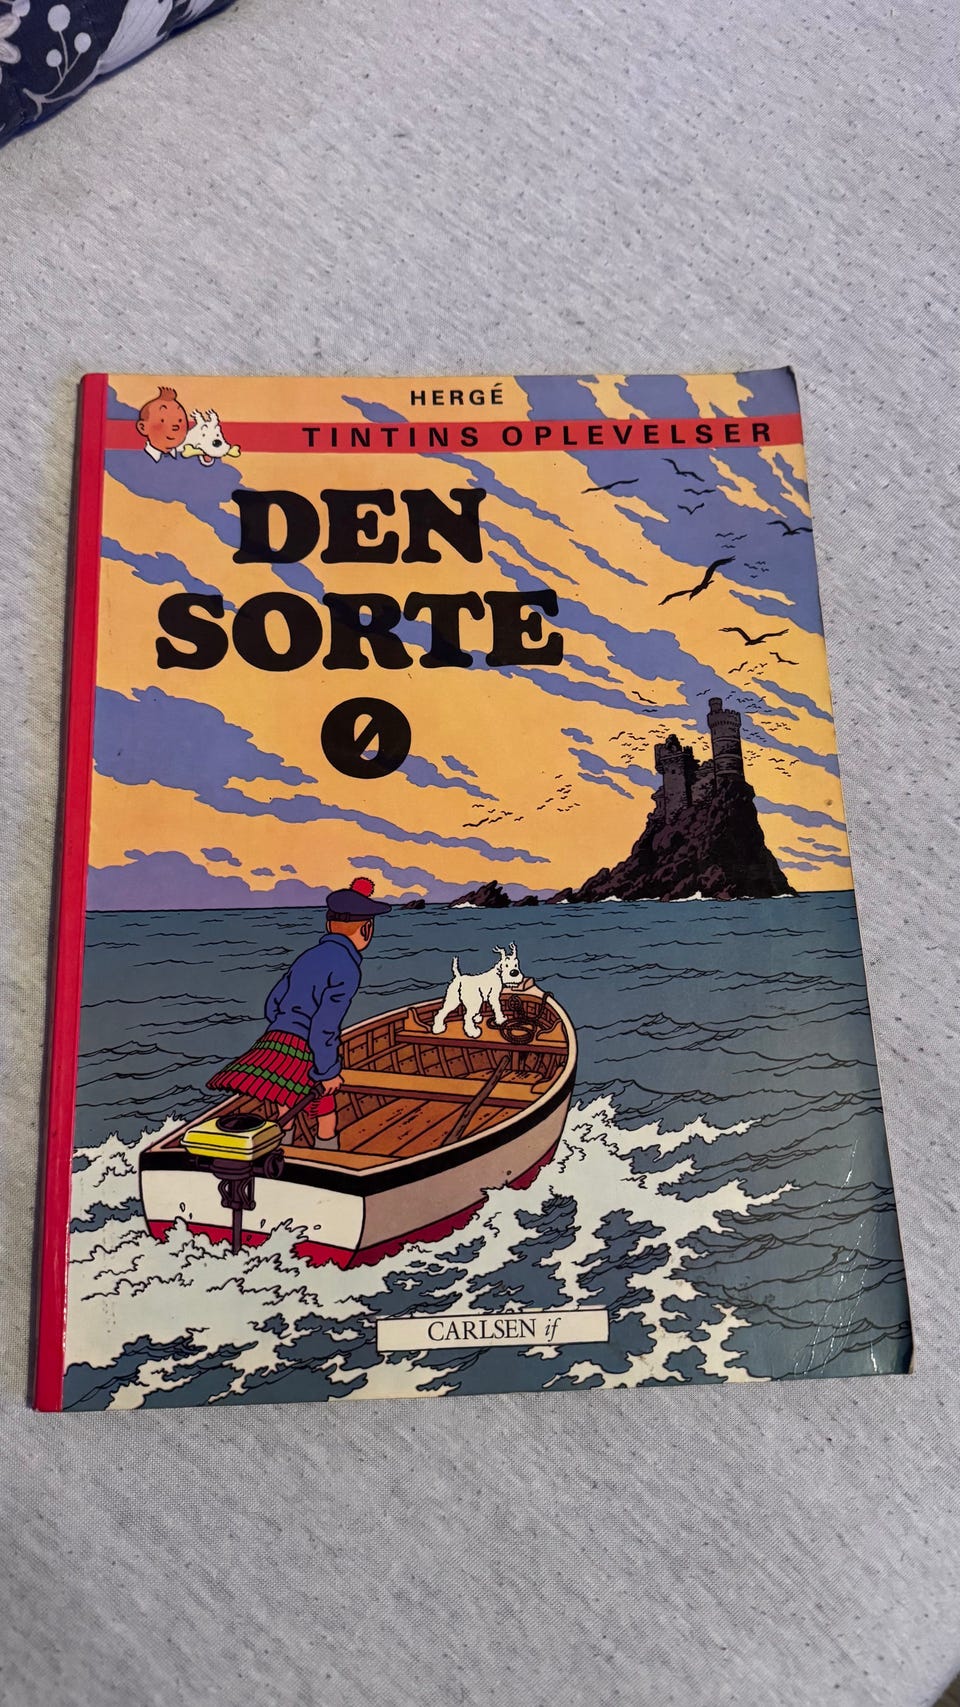 HERGÉ
TINTINS OPLEVELSER
DEN
SORTE
Ø
CARLSEN if